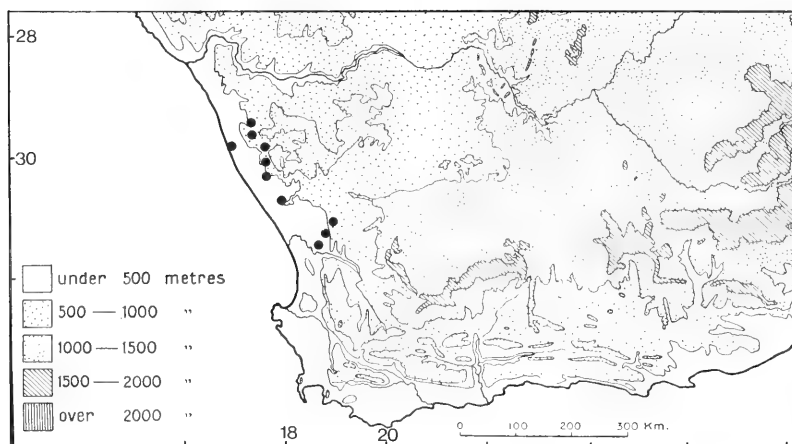 28
30
under 500 metres
500 — 1000 "
1000 — 1500 "
1500 — 2000 "
over 2000 "
18
20
0 100 200 300 Km.